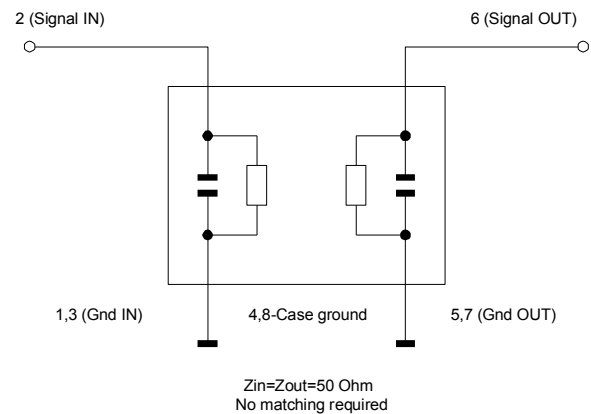 2 (Signal IN)
6 (Signal OUT)
1,3 (Gnd IN)
4,8-Case ground
5,7 (Gnd OUT)
Zin=Zout=50 Ohm
No matching required